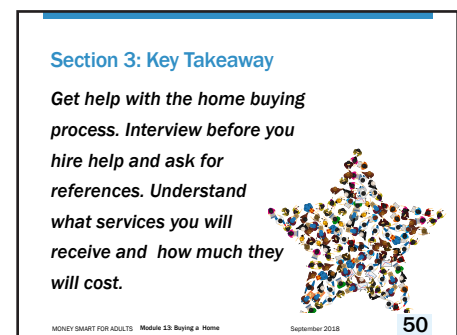 Section 3: Key Takeaway
Get help with the home buying
process. Interview before you
hire help and ask for
references. Understand
what services you will
receive and how much they
will cost.
MONEY SMART FOR ADULTS Module 13: Buying a Home September 2018 50